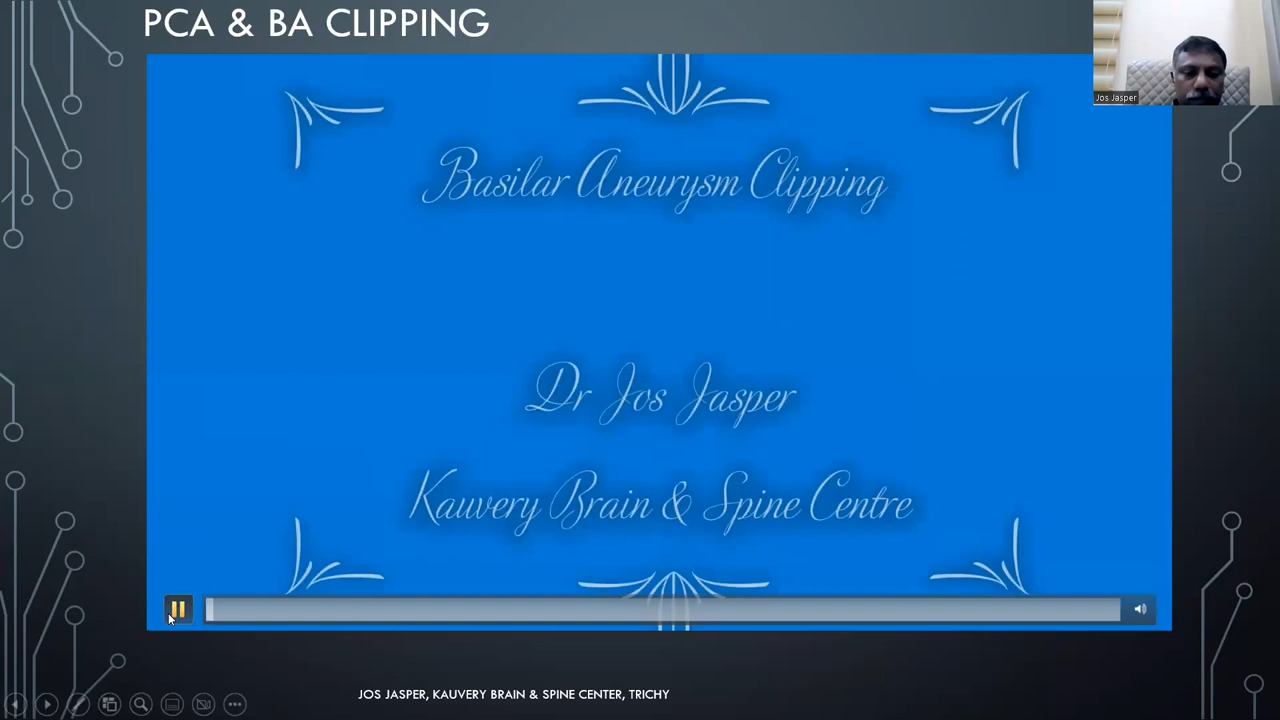 PCA & BA CLIPPING
Jos Jasper
Basilar Aneurysm Clipping
Dr Jos Jasper
Kauvery Brain & Spine Centre
JOS JASPER, KAUVERY BRAIN & SPINE CENTER, TRICHY